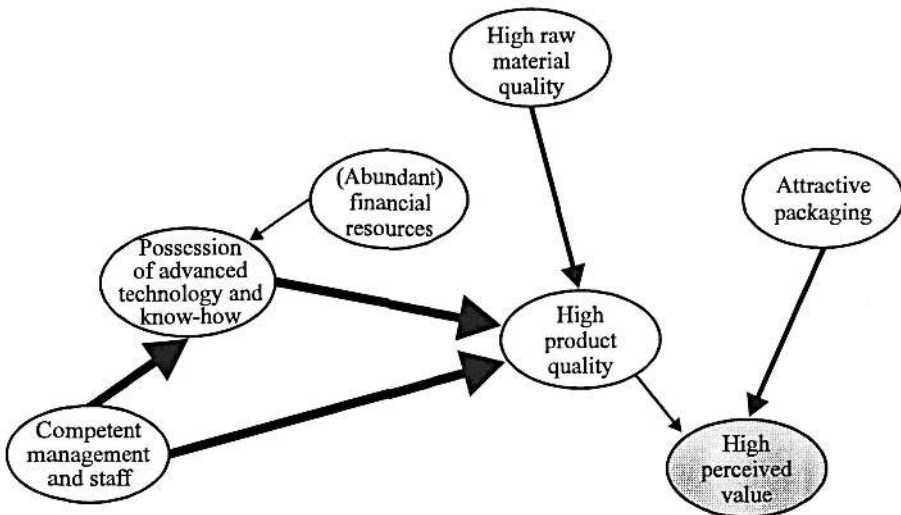 High raw
material
quality
(Abundant)
financial
resources
Attractive
packaging
Possession
of advanced
technology and
know-how
High
product
quality
Competent
management
and staff
High
perceived
value